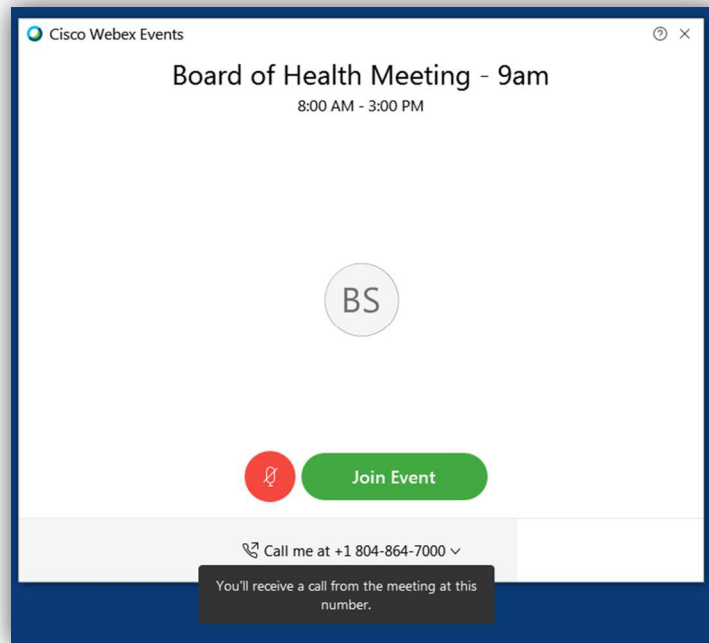 Cisco Webex Events
Board of Health Meeting - 9am
8:00 AM - 3:00 PM
BS
Join Event
Call me at +1 804-864-7000
You'll receive a call from the meeting at this
number.